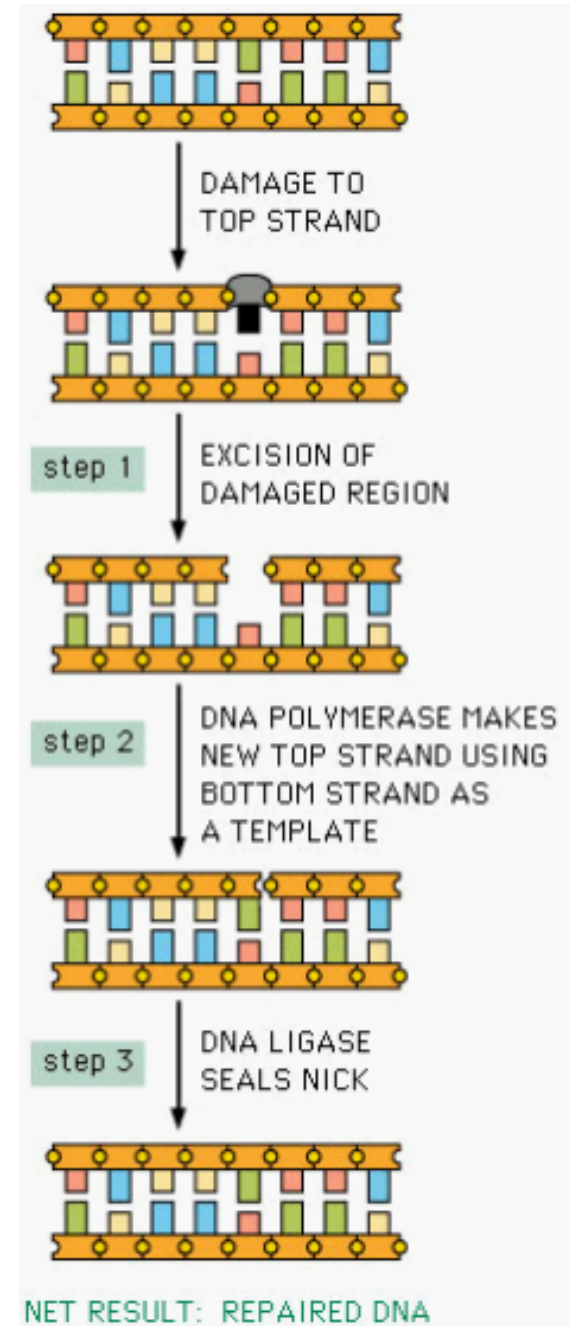 DAMAGE TO
TOP STRAND
step 1
EXCISION OF
DAMAGED REGION
step 2
DNA POLYMERASE MAKES
NEW TOP STRAND USING
BOTTOM STRAND AS
A TEMPLATE
step 3
DNA LIGASE
SEALS NICK
NET RESULT: REPAIRED DNA